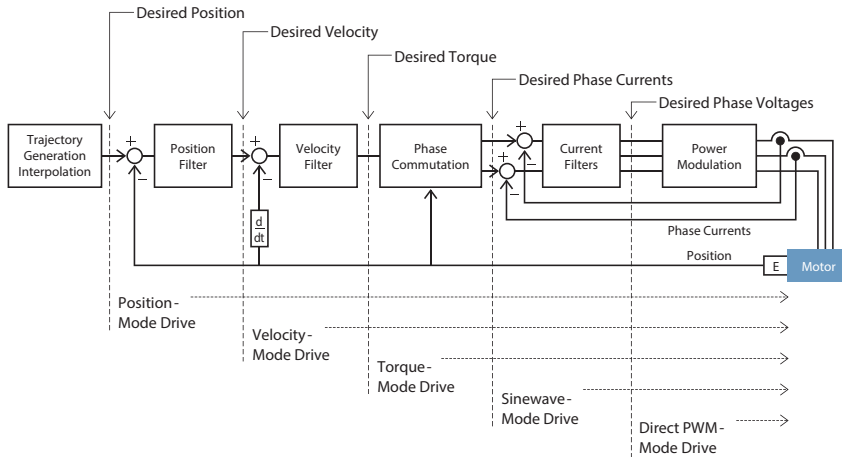 Desired Position
Desired Velocity
Desired Torque
Desired Phase Currents
Desired Phase Voltages
Trajectory
Generation
Interpolation
+
−
Position
Filter
+
−
Velocity
Filter
Phase
Commutation
+
−
+
−
Current
Filters
Power
Modulation
d
dt
Phase Currents
Position
E
Motor
Position-
Mode Drive
Velocity-
Mode Drive
Torque-
Mode Drive
Sinewave-
Mode Drive
Direct PWM-
Mode Drive